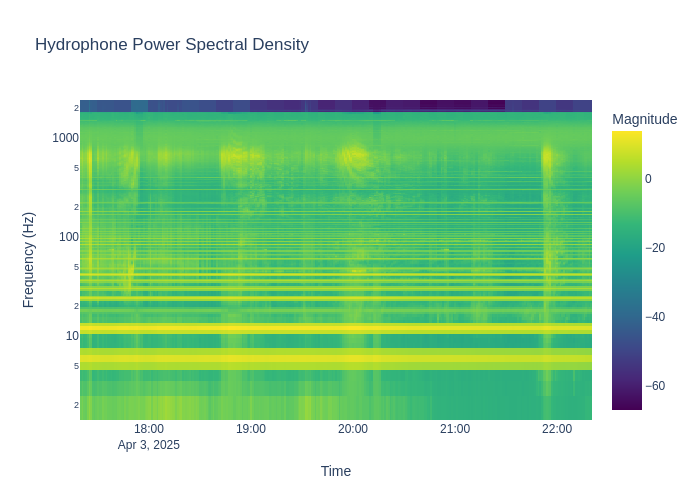 Hydrophone Power Spectral Density
Magnitude
2
1000
5
2
100
5
2
10
5
2
0
−20
−40
−60
Frequency (Hz)
18:00 19:00 20:00 21:00 22:00
Apr 3, 2025
Time